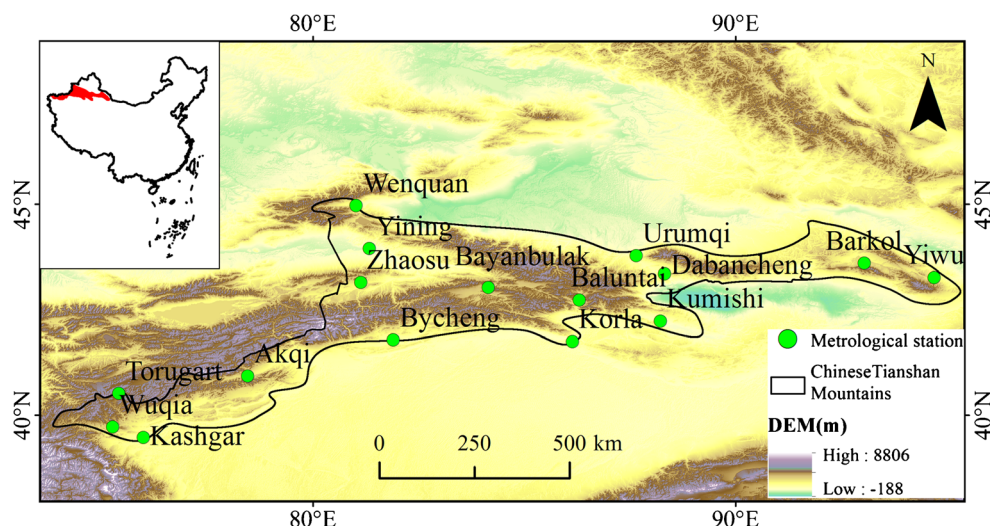 80°E
90°E
N
45°N
45°N
Wenquan
Yining
Urumqi
Barkol
Zhaosu
Bayanbulak
Dabancheng
Yiwu
Baluntai
Kumishi
Bycheng
Korla
Akqi
Torugart
Wuqia
Kashgar
40°N
40°N
0 250 500 km
Metrological station
ChineseTianshan
Mountains
DEM(m)
High : 8806
Low : -188
80°E
90°E